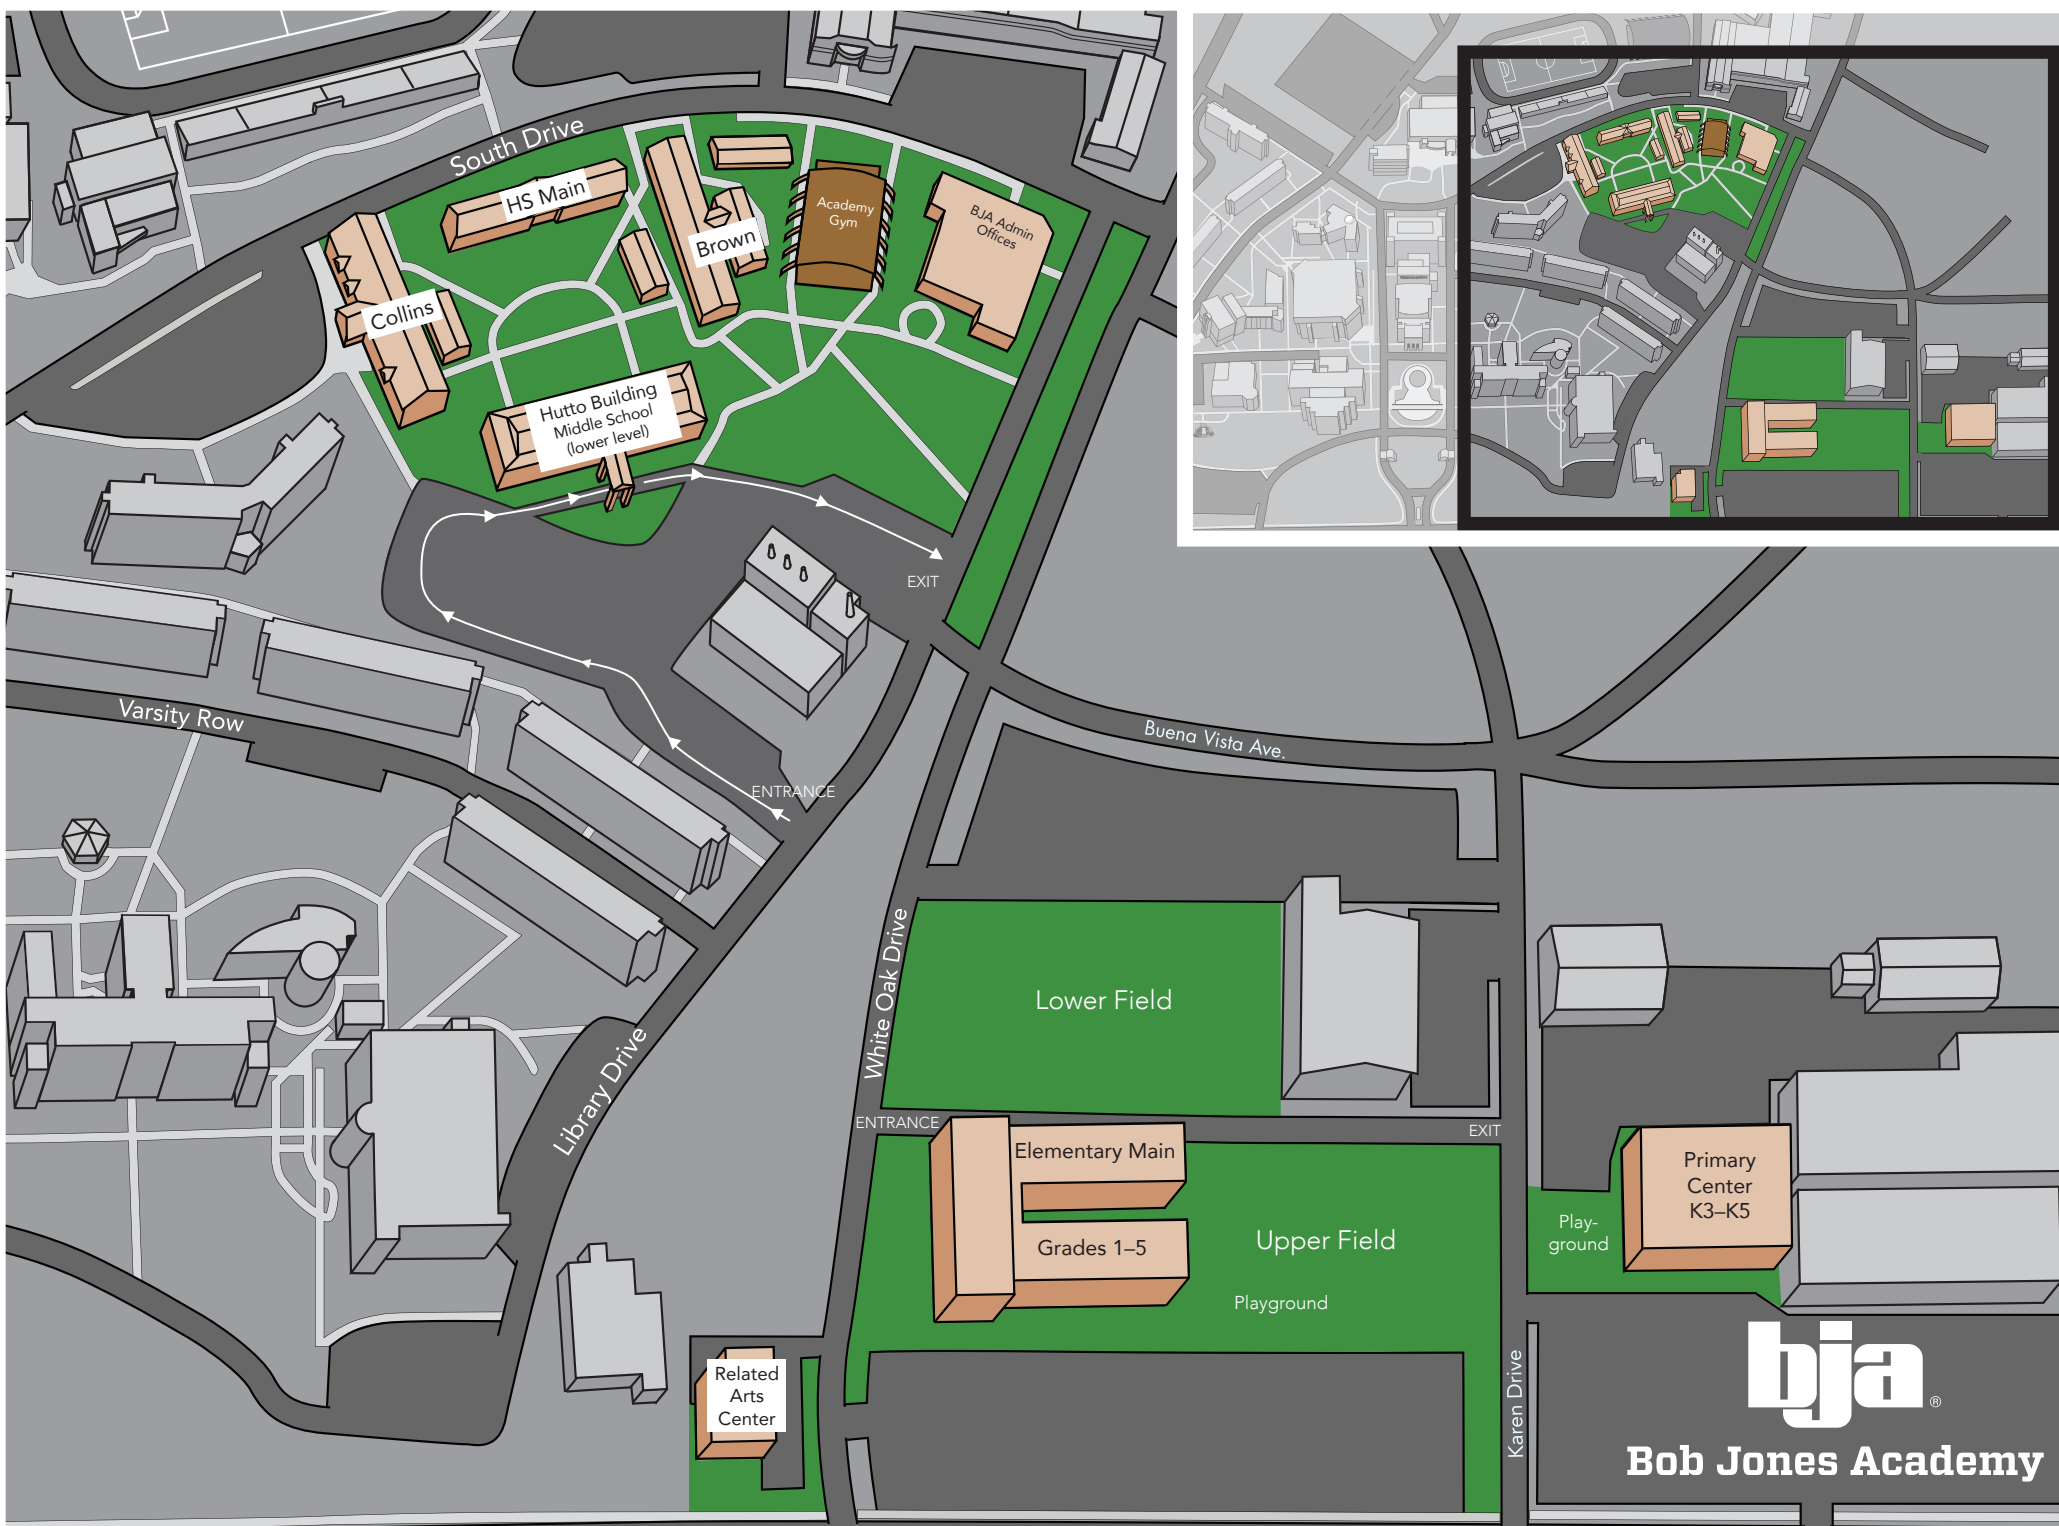 South Drive
HS Main
Academy
Gym
BJA Admin
Offices
Brown
Collins
Hutto Building
Middle School
(lower level)
EXIT
Varsity Row
Buena Vista Ave.
ENTRANCE
White Oak Drive
Lower Field
Library Drive
ENTRANCE
EXIT
Elementary Main
Grades 1–5
Upper Field
Playground
Play-
ground
Primary
Center
K3–K5
Related
Arts
Center
Karen Drive
bja®
Bob Jones Academy